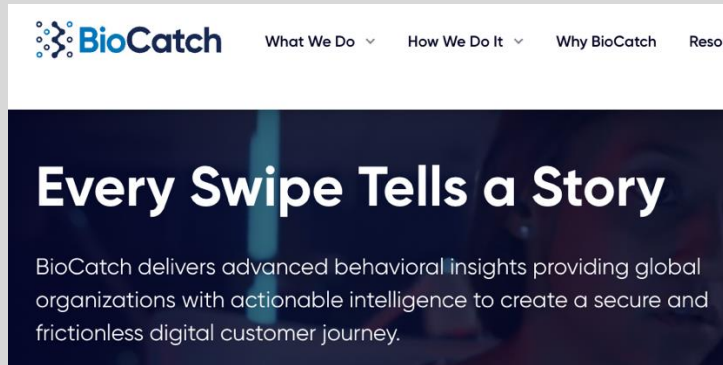 BioCatch
What We Do How We Do It Why BioCatch Reso
Every Swipe Tells a Story
BioCatch delivers advanced behavioral insights providing global
organizations with actionable intelligence to create a secure and
frictionless digital customer journey.